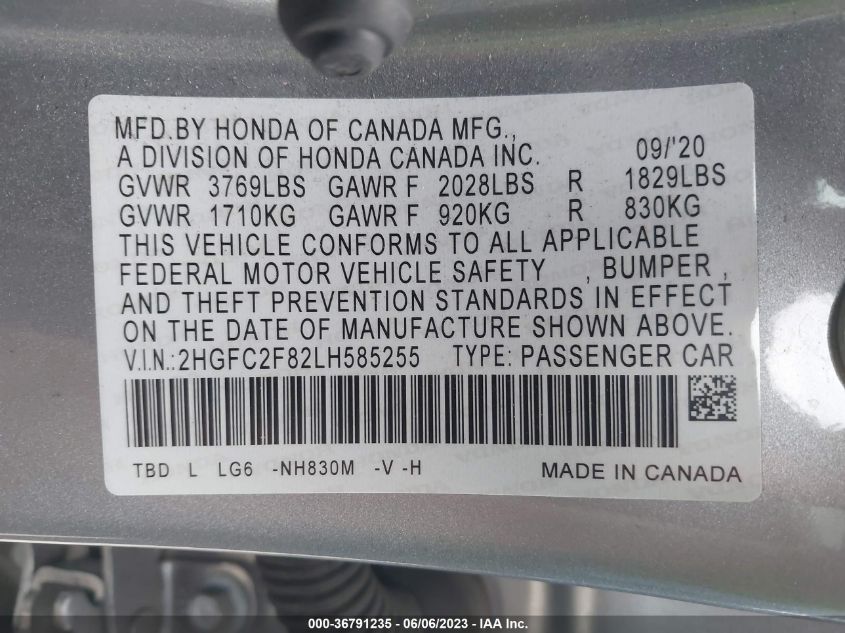 MFD.BY HONDA OF CANADA MFG.,
A DIVISION OF HONDA CANADA INC. 09/'20
GVWR 3769LBS GAWR F 2028LBS R 1829LBS
GVWR 1710KG GAWR F 920KG R 830KG
THIS VEHICLE CONFORMS TO ALL APPLICABLE
FEDERAL MOTOR VEHICLE SAFETY , BUMPER ,
AND THEFT PREVENTION STANDARDS IN EFFECT
ON THE DATE OF MANUFACTURE SHOWN ABOVE.
V.I.N.:2HGFC2F82LH585255 TYPE: PASSENGER CAR
TBD L LG6 -NH830M -V -H MADE IN CANADA
000-36791235 - 06/06/2023 - IAA Inc.